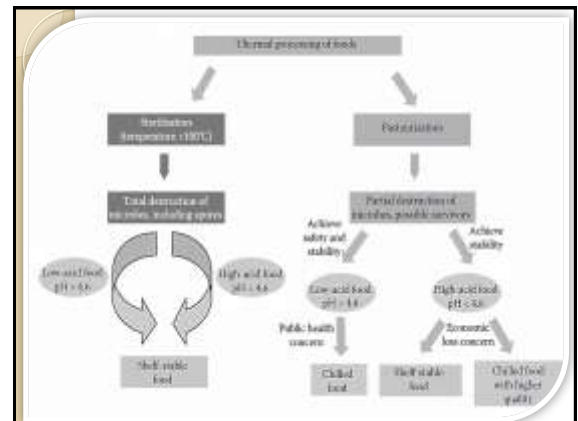 Thermal processing of foods
Sterilization
(temperature >100°C)
Pasteurization
Total destruction of
microbes, including spores
Partial destruction of
microbes, possible survivors
Achieve
safety and
stability
Achieve
stability
Low acid food
pH > 4.6
High acid food
pH < 4.6
Low acid food
pH > 4.6
High acid food
pH < 4.6
Public health
concern
Economic
loss concern
Shelf stable
food
Chilled
food
Shelf stable
food
Chilled food
with higher
quality